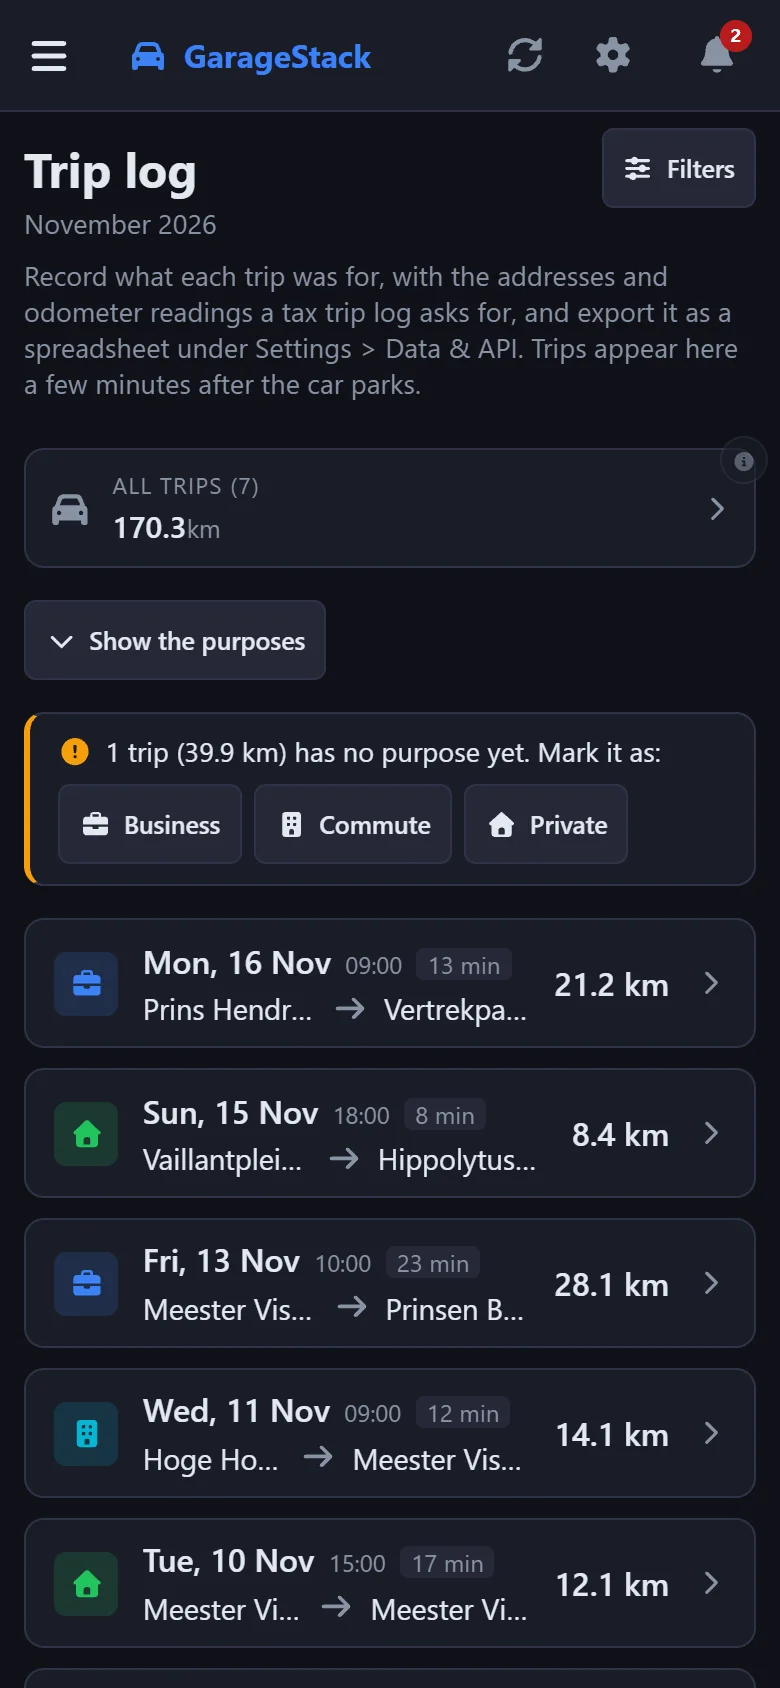 GarageStack
2
Trip log
Filters
November 2026
Record what each trip was for, with the addresses and
odometer readings a tax trip log asks for, and export it as a
spreadsheet under Settings > Data & API. Trips appear here
a few minutes after the car parks.
ALL TRIPS (7)
170.3km
Show the purposes
1 trip (39.9 km) has no purpose yet. Mark it as:
Business
Commute
Private
Mon, 16 Nov 09:00 13 min
Prins Hendr... → Vertrekpa...
21.2 km
Sun, 15 Nov 18:00 8 min
Vaillantplei... → Hippolytus...
8.4 km
Fri, 13 Nov 10:00 23 min
Meester Vis... → Prinsen B...
28.1 km
Wed, 11 Nov 09:00 12 min
Hoge Ho... → Meester Vis...
14.1 km
Tue, 10 Nov 15:00 17 min
Meester Vi... → Meester Vi...
12.1 km